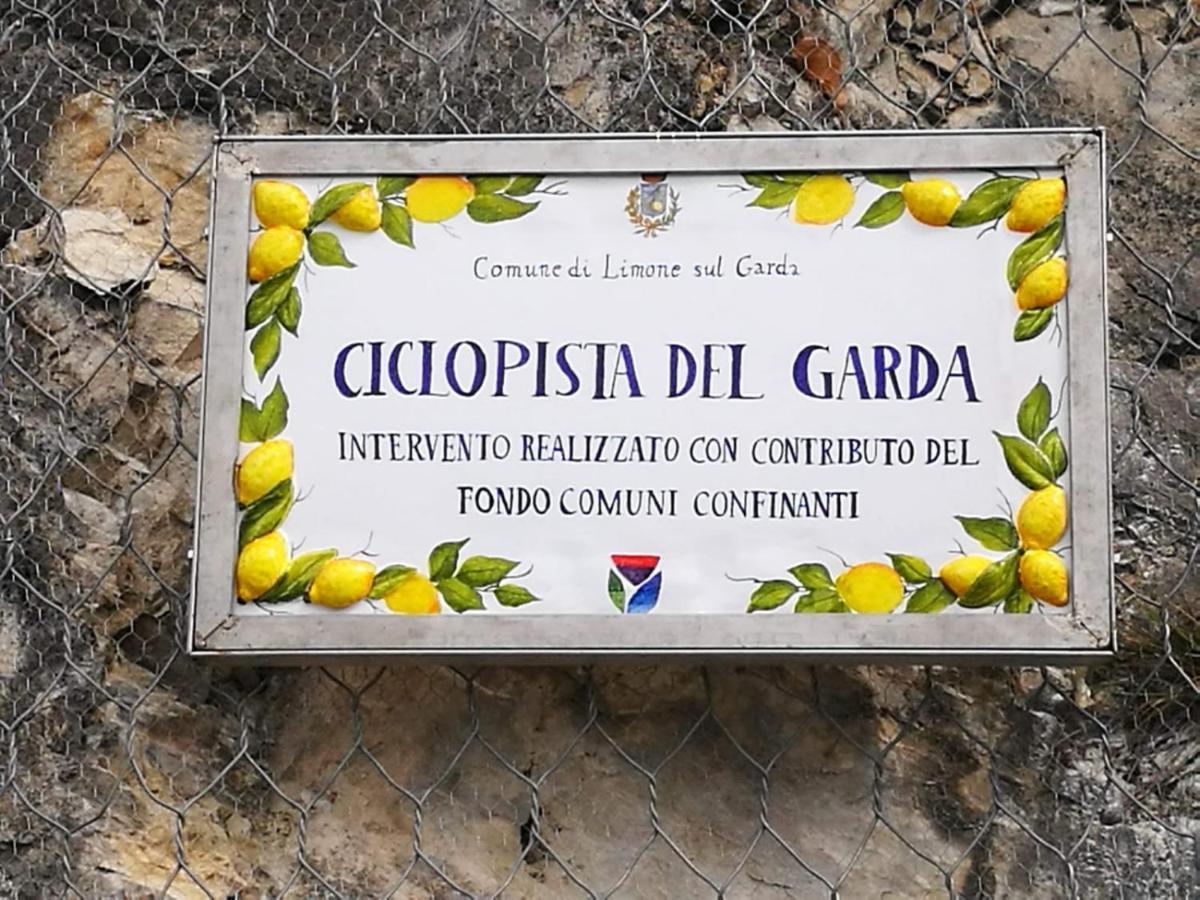 Comune di Limone sul Garda
CICLOPISTA DEL GARDA
INTERVENTO REALIZZATO CON CONTRIBUTO DEL
FONDO COMUNI CONFINANTI